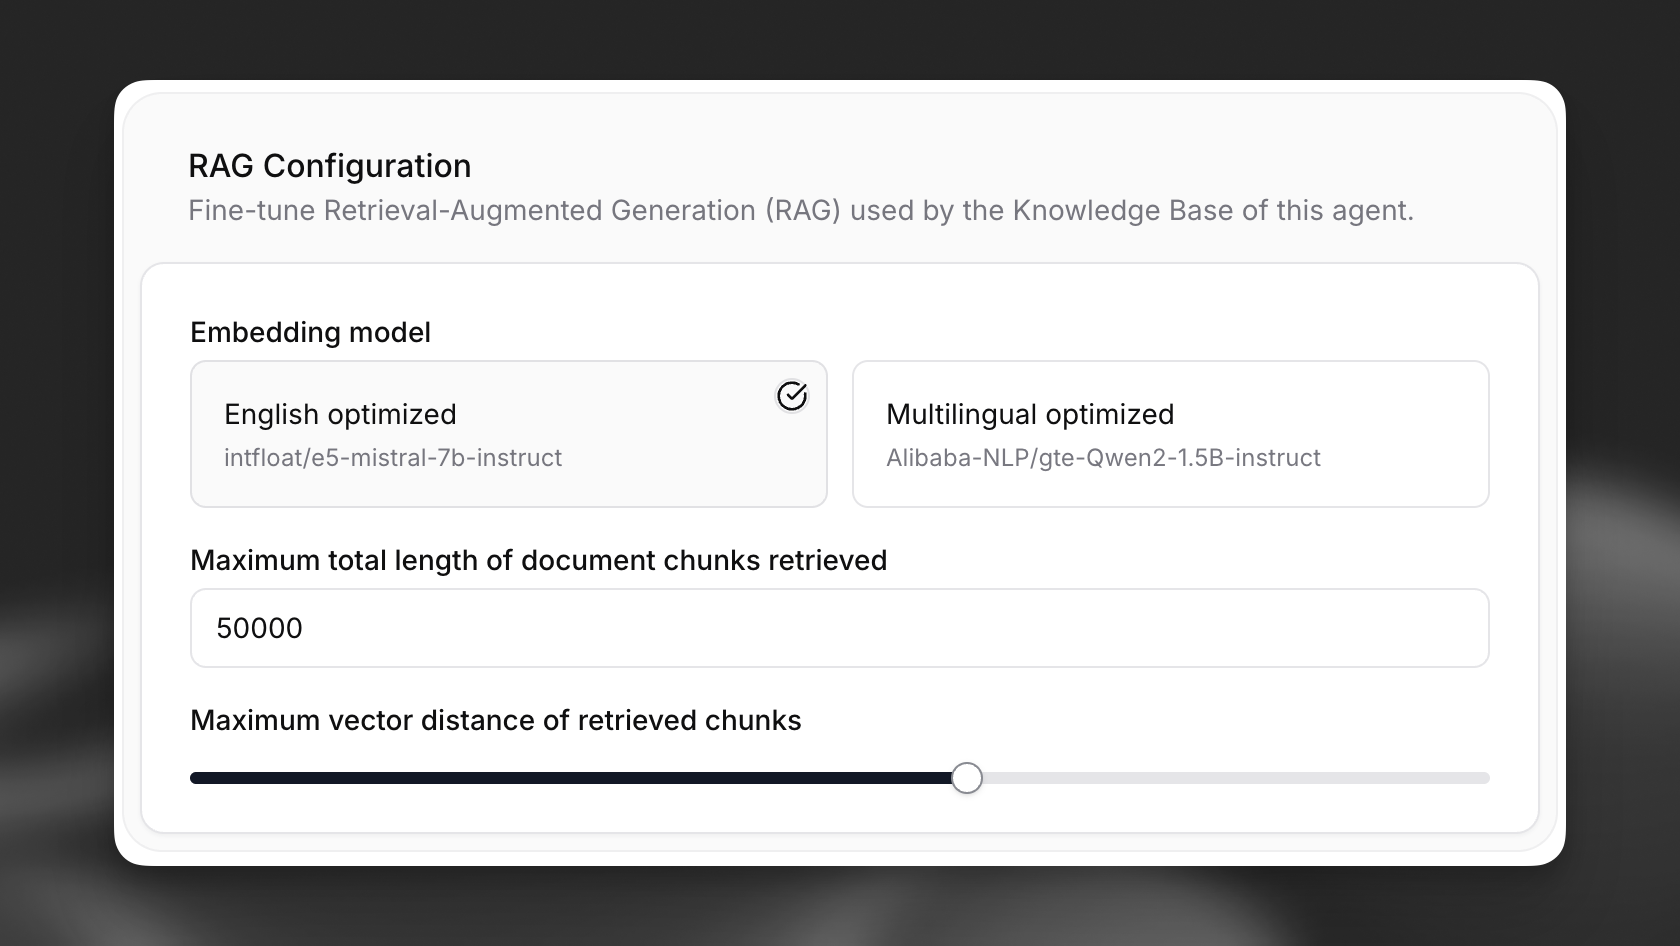 RAG Configuration
Fine-tune Retrieval-Augmented Generation (RAG) used by the Knowledge Base of this agent.
Embedding model
English optimized
intfloat/e5-mistral-7b-instruct
Multilingual optimized
Alibaba-NLP/gte-Qwen2-1.5B-instruct
Maximum total length of document chunks retrieved
50000
Maximum vector distance of retrieved chunks